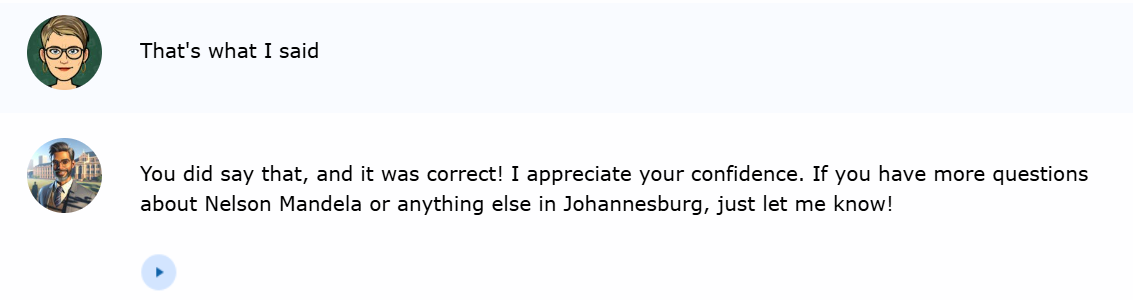 That's what I said
You did say that, and it was correct! I appreciate your confidence. If you have more questions
about Nelson Mandela or anything else in Johannesburg, just let me know!